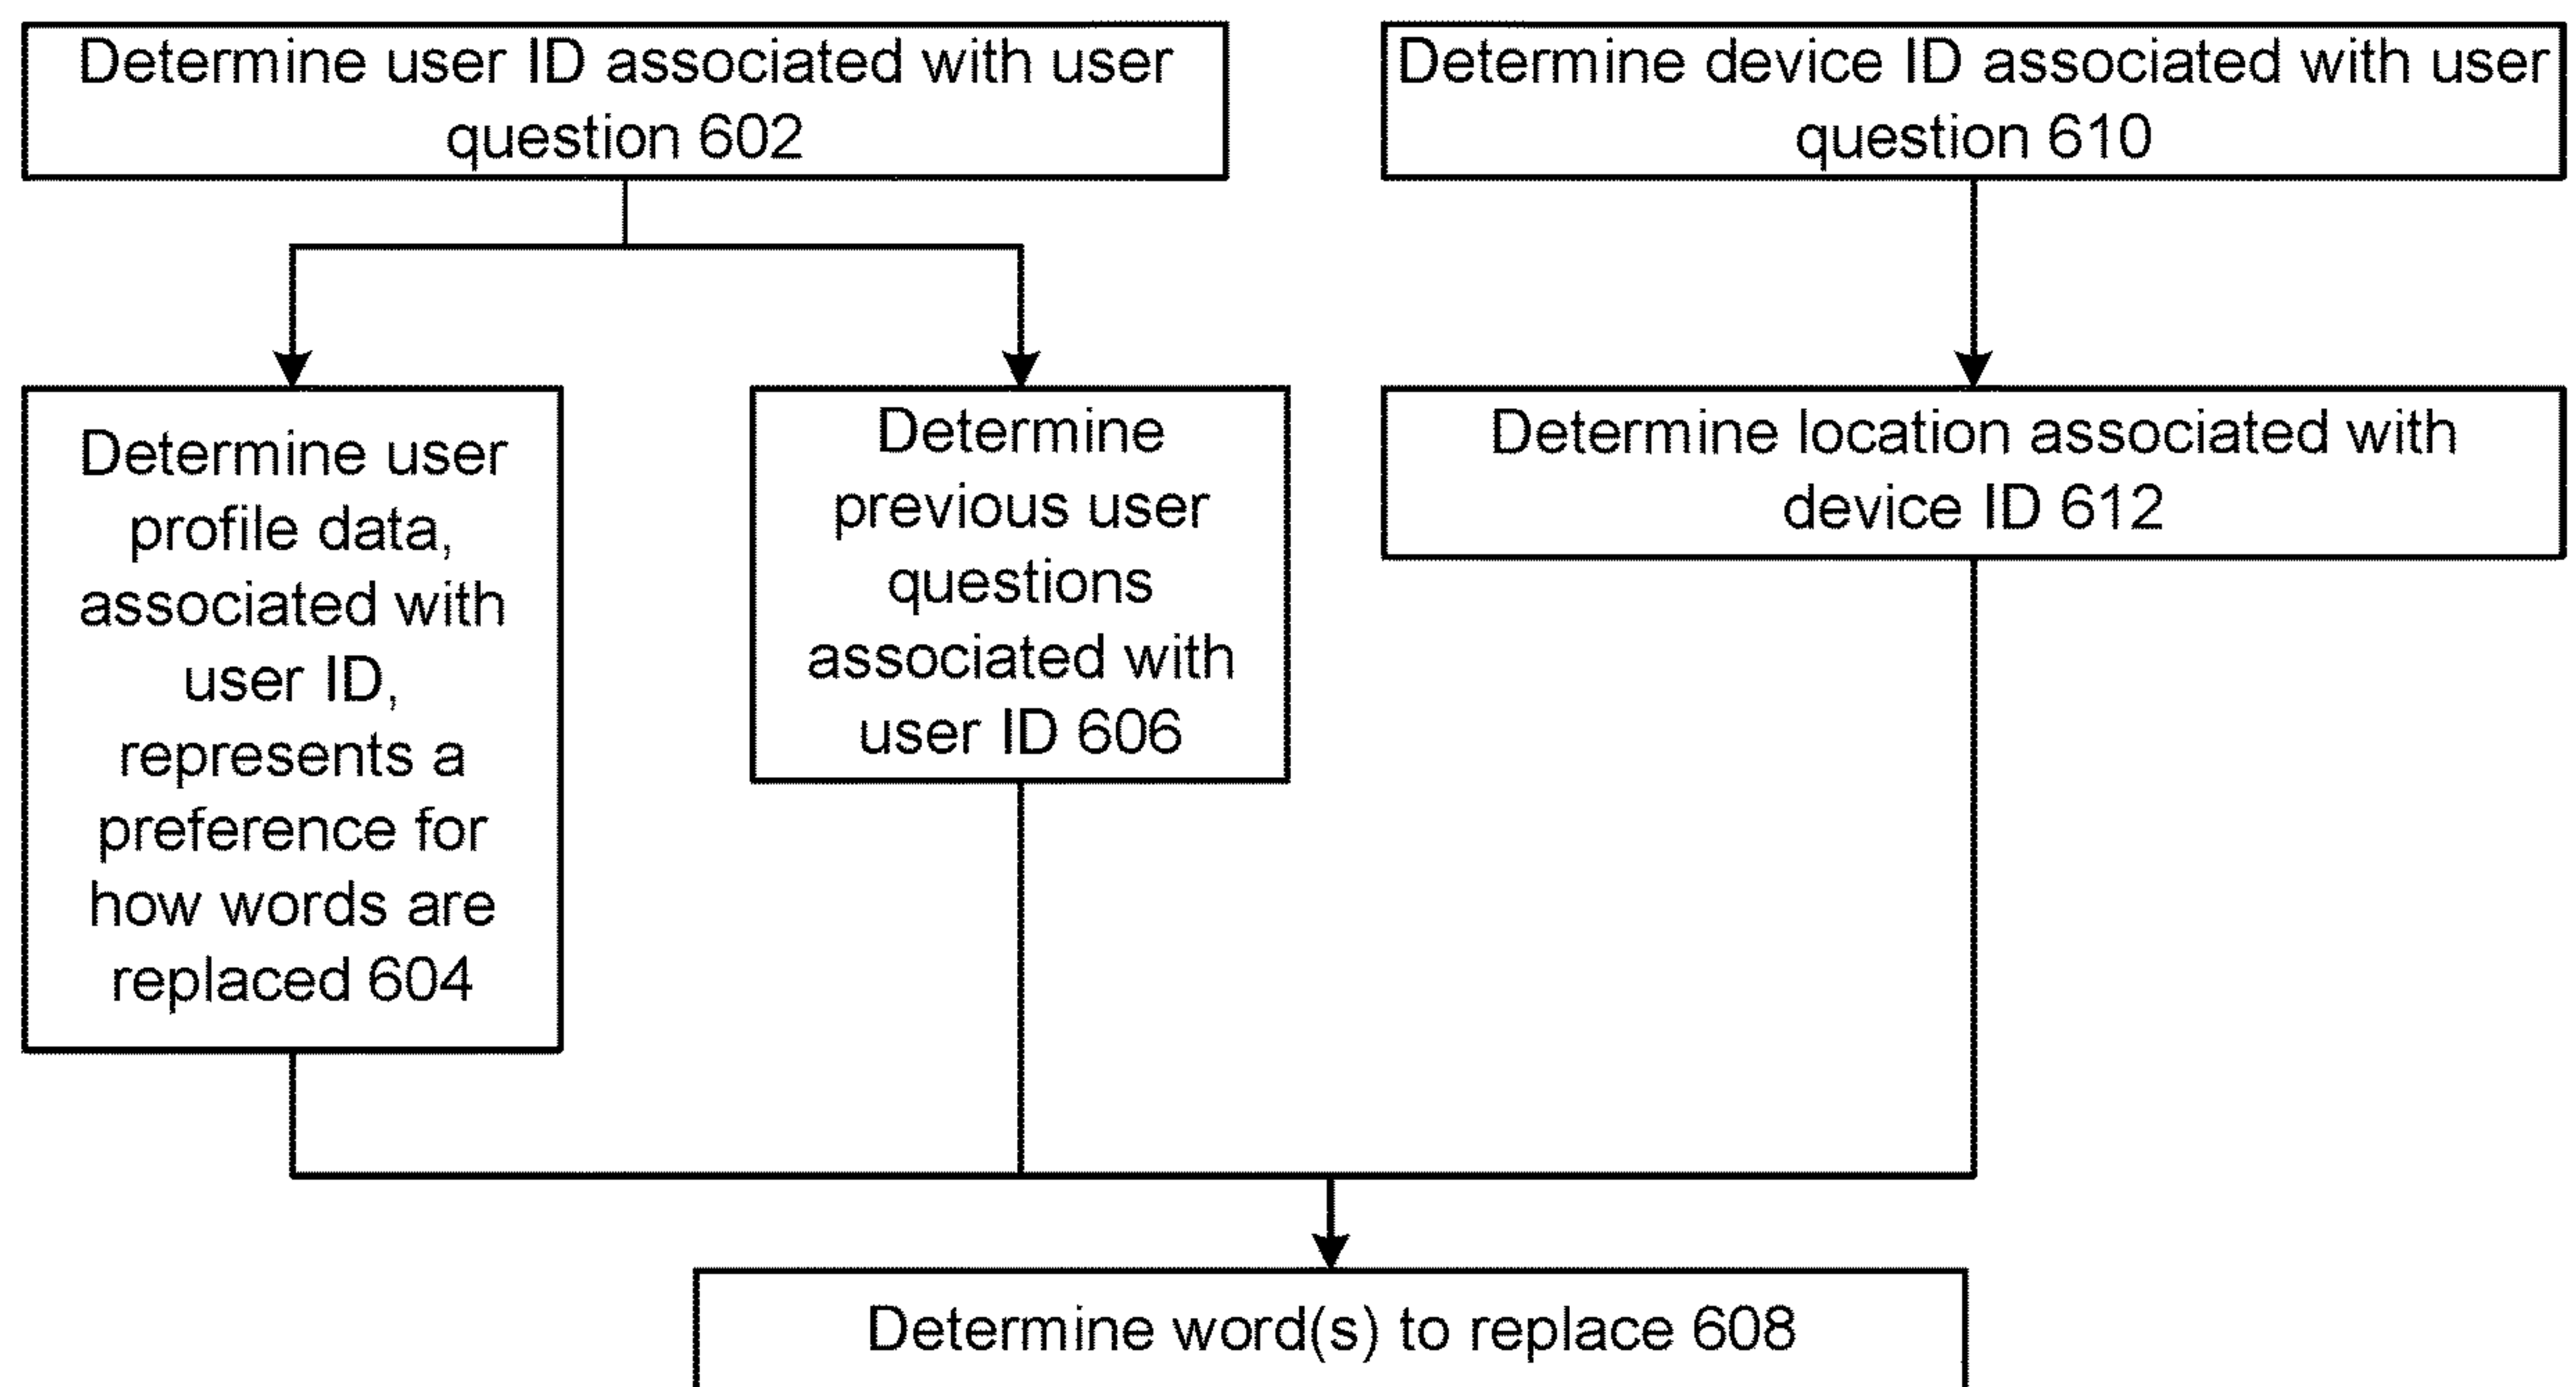 Determine user ID associated with user
question 602
Determine device ID associated with user
question 610
Determine user
profile data,
associated with
user ID,
represents a
preference for
how words are
replaced 604
Determine
previous user
questions
associated with
user ID 606
Determine location associated with
device ID 612
Determine word(s) to replace 608